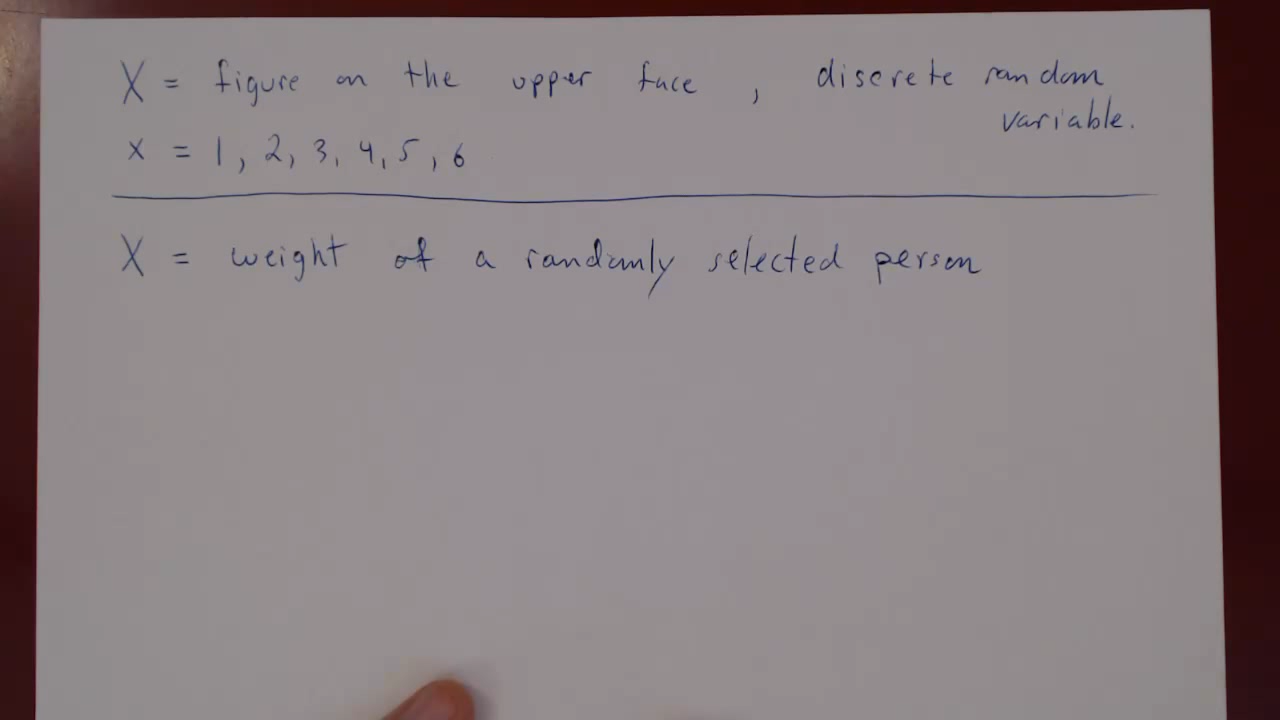 X = figure on the upper face , discrete random
variable.
x = 1, 2, 3, 4, 5, 6
X = weight of a randomly selected person